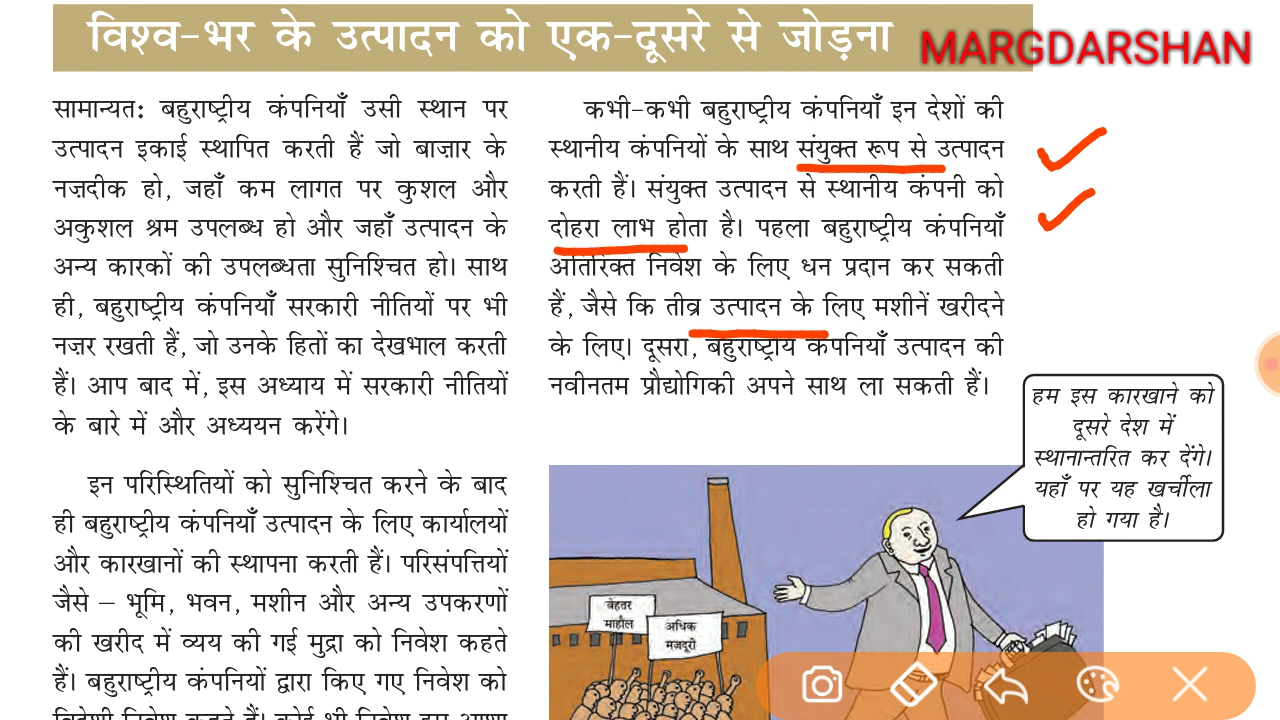 विश्व-भर के उत्पादन को एक-दूसरे से जोड़ना
MARGDARSHAN
सामान्यत: बहुराष्ट्रीय कंपनियाँ उसी स्थान पर
उत्पादन इकाई स्थापित करती हैं जो बाज़ार के
नज़दीक हो, जहाँ कम लागत पर कुशल और
अकुशल श्रम उपलब्ध हो और जहाँ उत्पादन के
अन्य कारकों की उपलब्धता सुनिश्चित हो। साथ
ही, बहुराष्ट्रीय कंपनियाँ सरकारी नीतियों पर भी
नज़र रखती हैं, जो उनके हितों का देखभाल करती
हैं। आप बाद में, इस अध्याय में सरकारी नीतियों
के बारे में और अध्ययन करेंगे।
इन परिस्थितियों को सुनिश्चित करने के बाद
ही बहुराष्ट्रीय कंपनियाँ उत्पादन के लिए कार्यालयों
और कारखानों की स्थापना करती हैं। परिसंपत्तियों
जैसे – भूमि, भवन, मशीन और अन्य उपकरणों
की खरीद में व्यय की गई मुद्रा को निवेश कहते
हैं। बहुराष्ट्रीय कंपनियों द्वारा किए गए निवेश को
विदेशी निवेश कहते हैं। कोई भी निवेश इस आशा
कभी-कभी बहुराष्ट्रीय कंपनियाँ इन देशों की
स्थानीय कंपनियों के साथ संयुक्त रूप से उत्पादन
करती हैं। संयुक्त उत्पादन से स्थानीय कंपनी को
दोहरा लाभ होता है। पहला बहुराष्ट्रीय कंपनियाँ
अतिरिक्त निवेश के लिए धन प्रदान कर सकती
हैं, जैसे कि तीव्र उत्पादन के लिए मशीनें खरीदने
के लिए। दूसरा, बहुराष्ट्रीय कंपनियाँ उत्पादन की
नवीनतम प्रौद्योगिकी अपने साथ ला सकती हैं।
हम इस कारखाने को
दूसरे देश में
स्थानान्तरित कर देंगे।
यहाँ पर यह खर्चीला
हो गया है।
बेहतर
माहौल
अधिक
मजदूरी